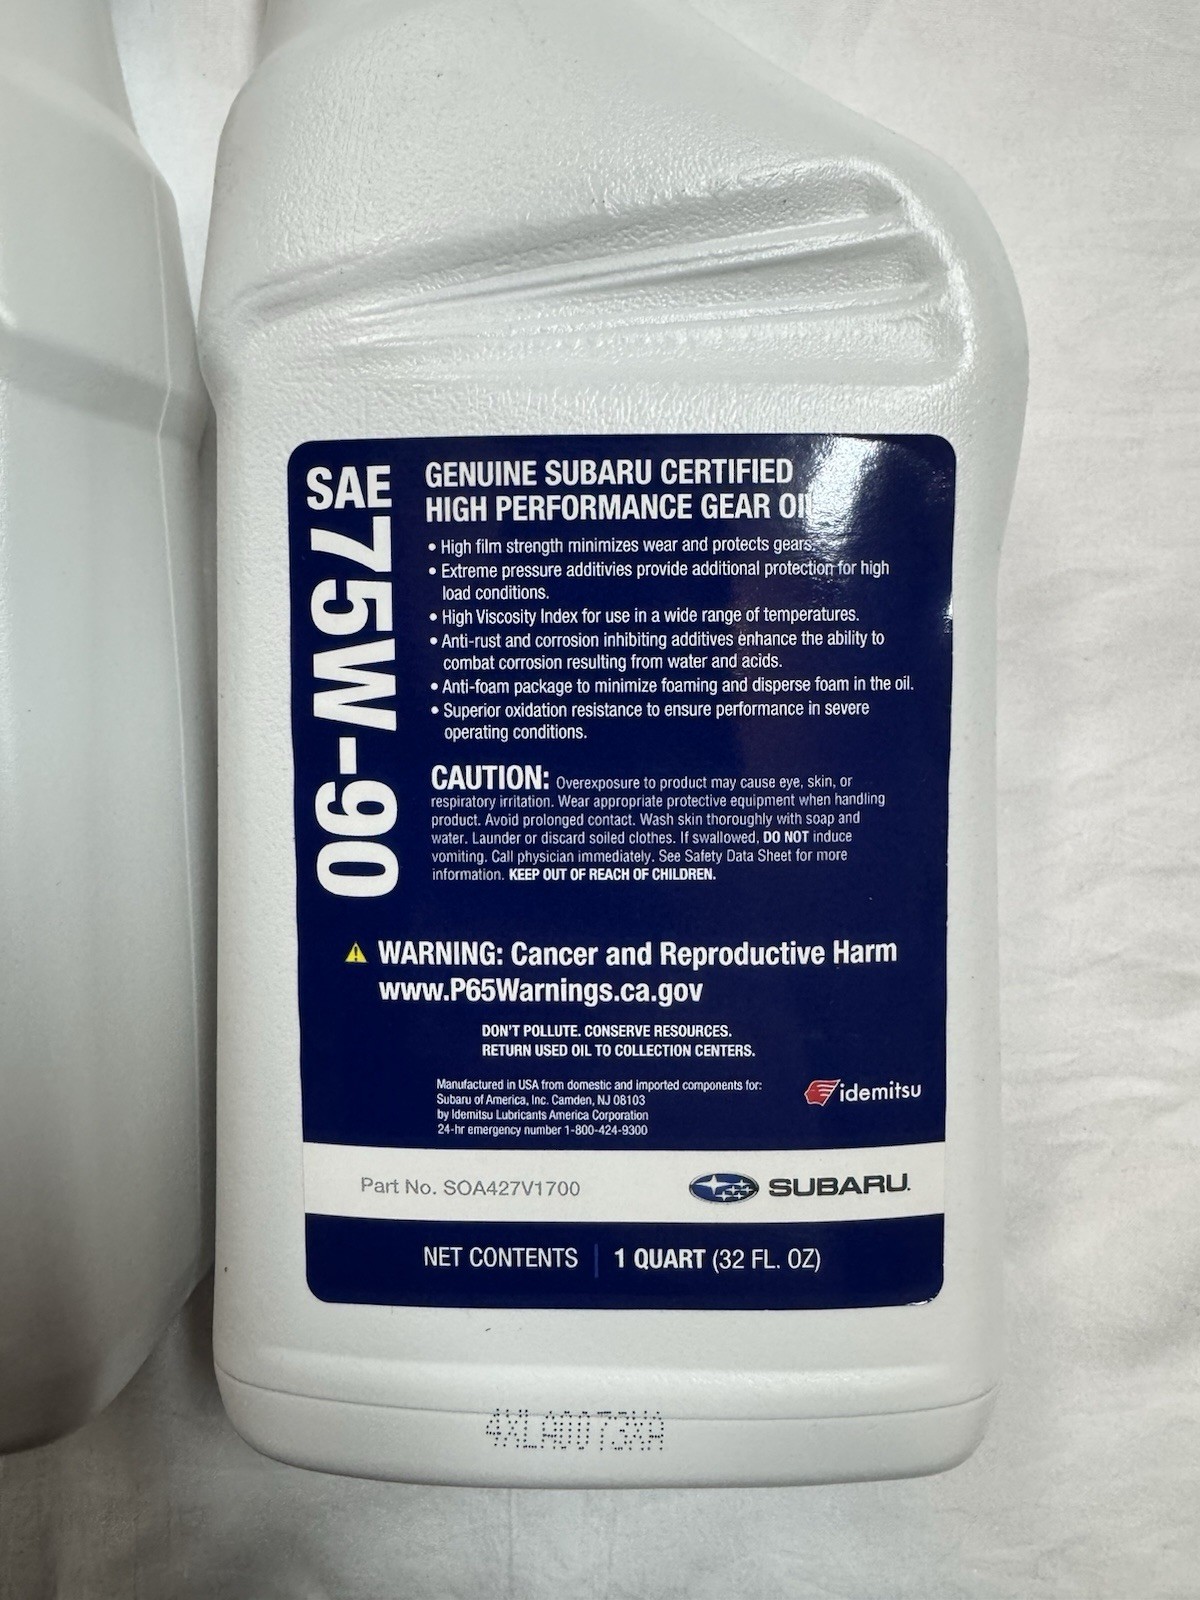 SAE
75W-90
GENUINE SUBARU CERTIFIED
HIGH PERFORMANCE GEAR OIL
• High film strength minimizes wear and protects gears.
• Extreme pressure additivies provide additional protection for high
load conditions.
• High Viscosity Index for use in a wide range of temperatures.
• Anti-rust and corrosion inhibiting additives enhance the ability to
combat corrosion resulting from water and acids.
• Anti-foam package to minimize foaming and disperse foam in the oil.
• Superior oxidation resistance to ensure performance in severe
operating conditions.
CAUTION: Overexposure to product may cause eye, skin, or
respiratory irritation. Wear appropriate protective equipment when handling
product. Avoid prolonged contact. Wash skin thoroughly with soap and
water. Launder or discard soiled clothes. If swallowed, DO NOT induce
vomiting. Call physician immediately. See Safety Data Sheet for more
information. KEEP OUT OF REACH OF CHILDREN.
WARNING: Cancer and Reproductive Harm
www.P65Warnings.ca.gov
DON'T POLLUTE. CONSERVE RESOURCES.
RETURN USED OIL TO COLLECTION CENTERS.
Manufactured in USA from domestic and imported components for:
Subaru of America, Inc. Camden, NJ 08103
by Idemitsu Lubricants America Corporation
24-hr emergency number 1-800-424-9300
idemitsu
Part No. SOA427V1700
SUBARU.
NET CONTENTS | 1 QUART (32 FL. OZ)
4XLA0073XA